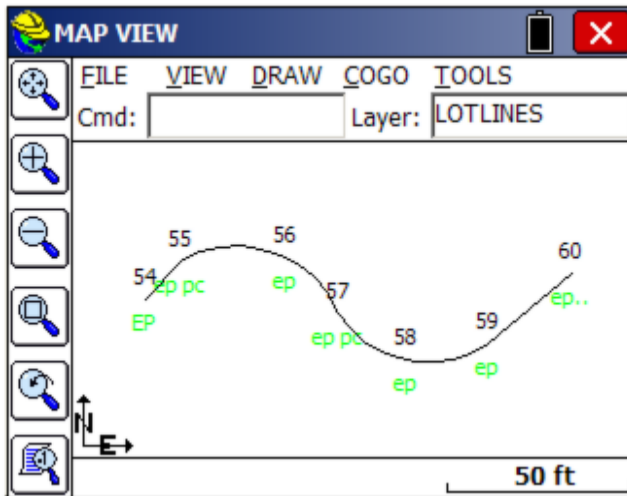 MAP VIEW
FILE VIEW DRAW COGO TOOLS
Cmd: Layer: LOTLINES
55 56 60
54 ep pc ep 57 ep..
EP ep pc 58 59
ep ep
N
E
50 ft